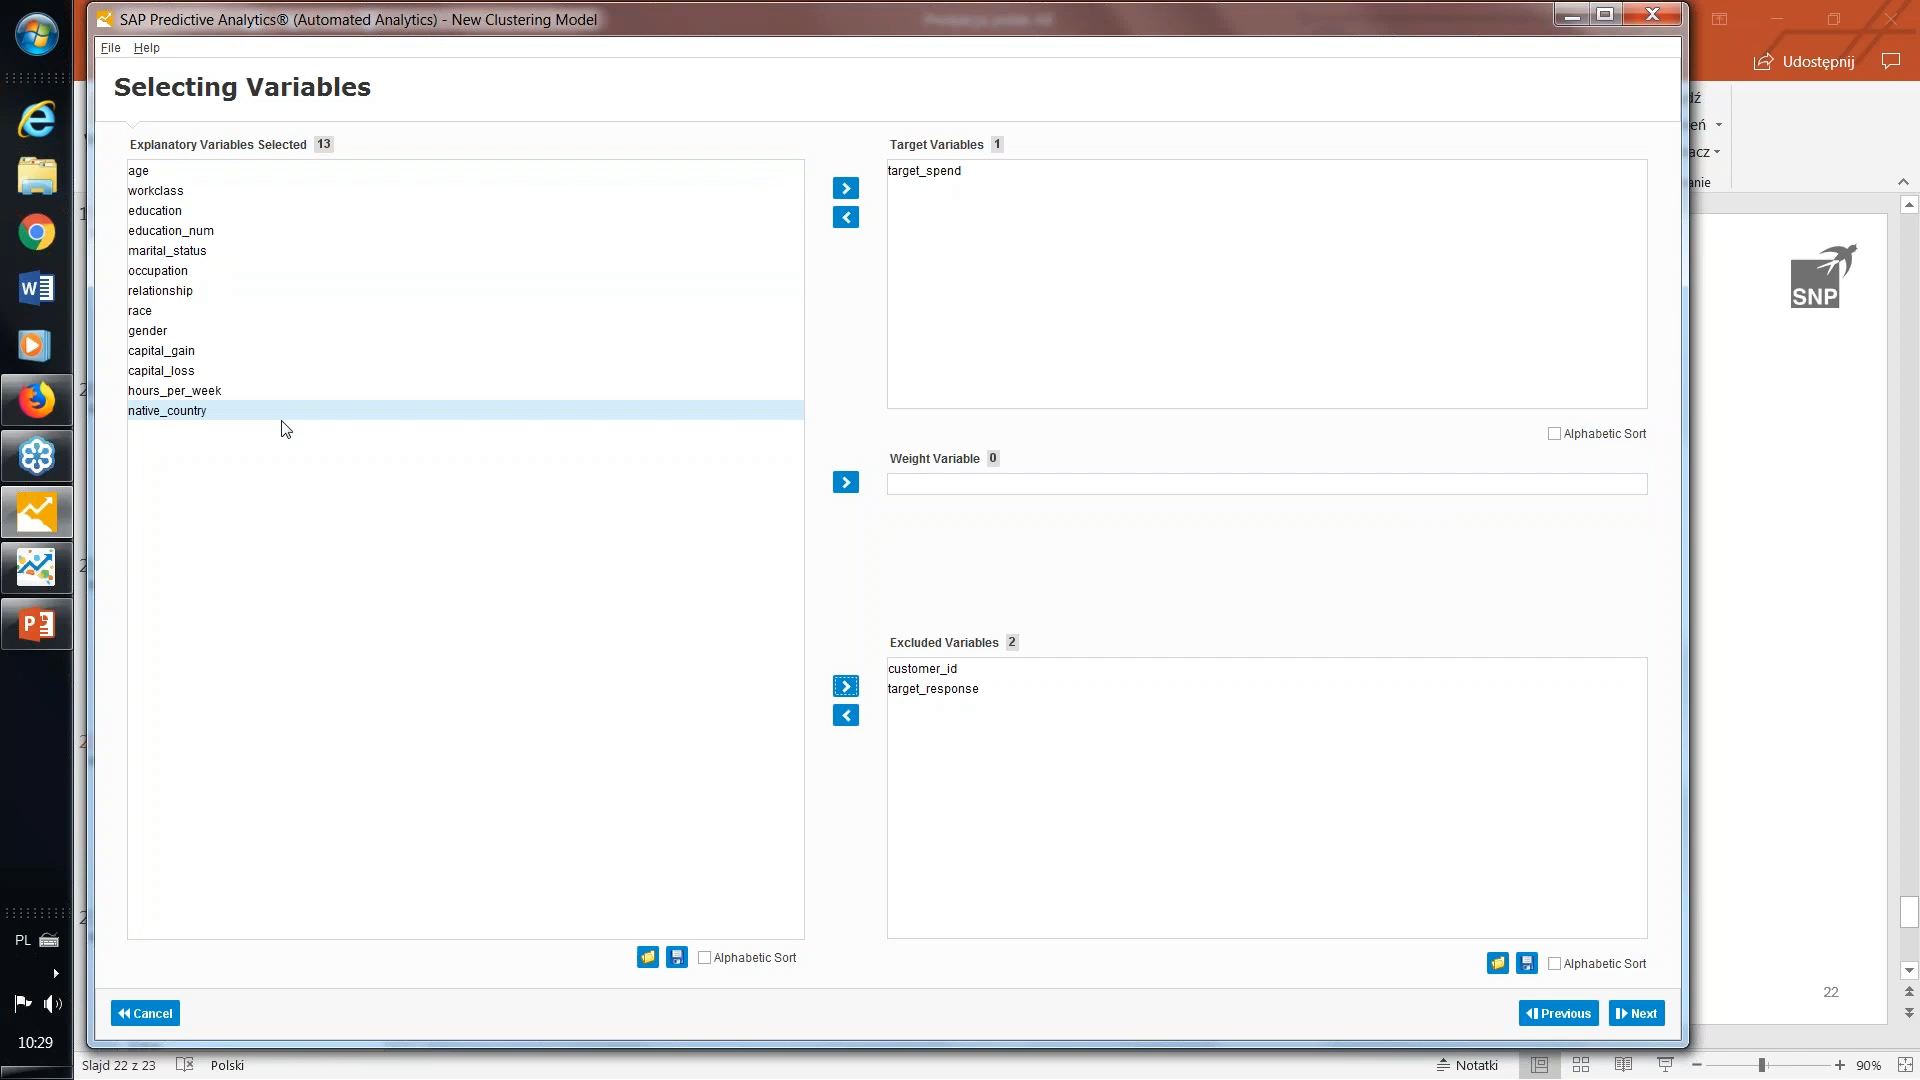 SAP Predictive Analytics® (Automated Analytics) - New Clustering Model
File Help
Udostępnij
Selecting Variables
Explanatory Variables Selected 13
age
workclass
education
education_num
marital_status
occupation
relationship
race
gender
capital_gain
capital_loss
hours_per_week
native_country
Alphabetic Sort
Target Variables 1
target_spend
Alphabetic Sort
Weight Variable 0
Excluded Variables 2
customer_id
target_response
Alphabetic Sort
Cancel
Previous
Next
SNP
22
PL
10:29
Slajd 22 z 23
Polski
Notatki
90%